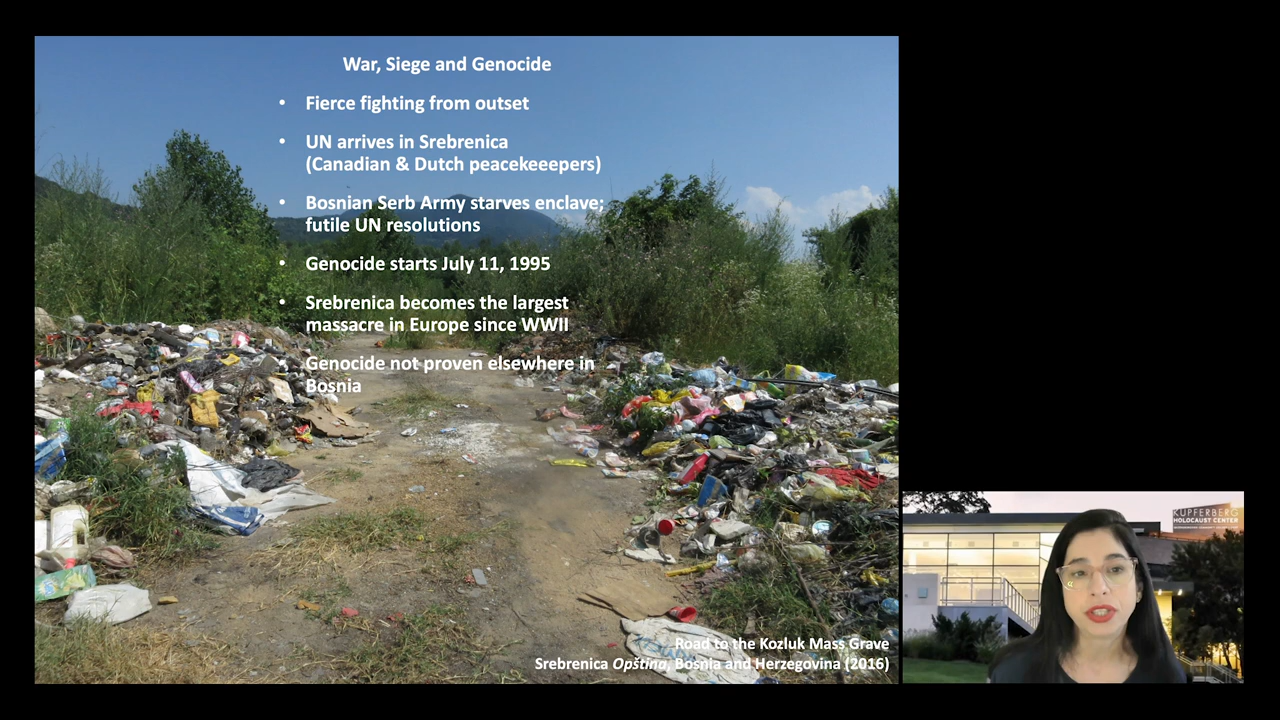 War, Siege and Genocide
• Fierce fighting from outset
• UN arrives in Srebrenica
(Canadian & Dutch peacekeeepers)
• Bosnian Serb Army starves enclave;
futile UN resolutions
• Genocide starts July 11, 1995
• Srebrenica becomes the largest
massacre in Europe since WWII
• Genocide not proven elsewhere in
Bosnia
Road to the Kozluk Mass Grave
Srebrenica Opština, Bosnia and Herzegovina (2016)
KUPFERBERG
HOLOCAUST CENTER